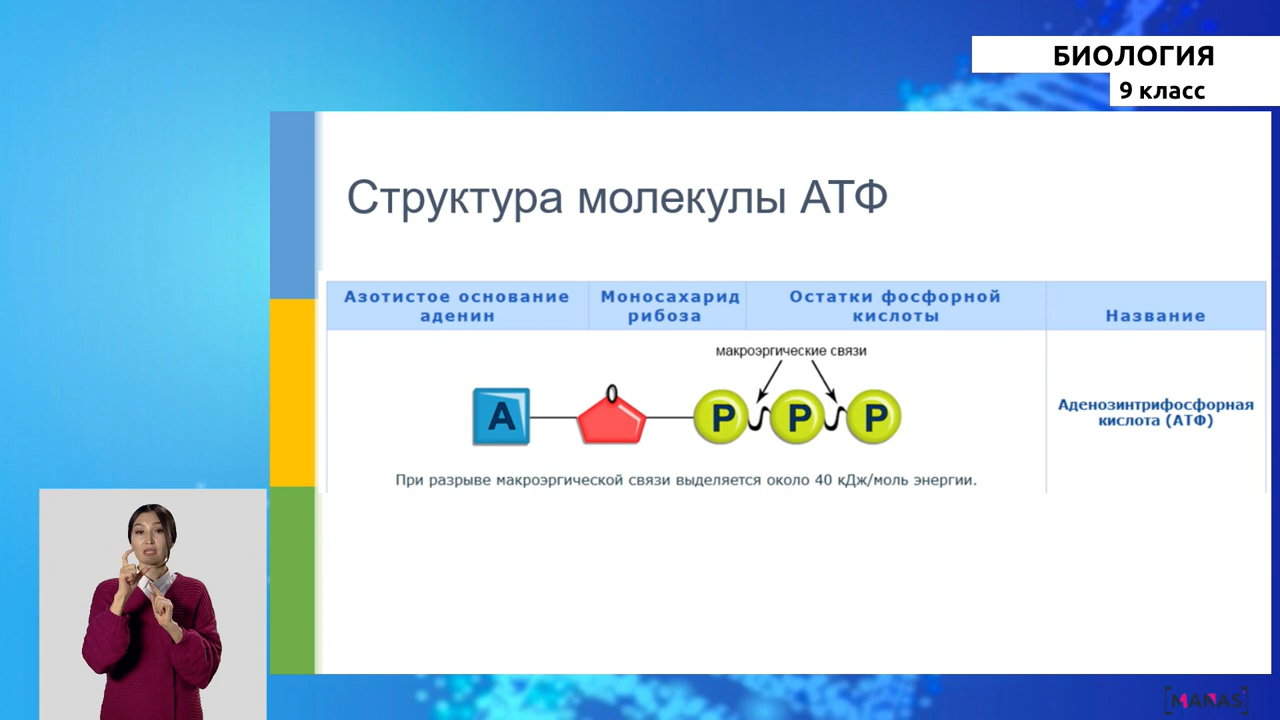 БИОЛОГИЯ
9 класс
Структура молекулы АТФ
Азотистое основание
аденин
Моносахарид
рибоза
Остатки фосфорной
кислоты
Название
макроэргические связи
A
O
P
P
P
Аденозинтрифосфорная
кислота (АТФ)
При разрыве макроэргической связи выделяется около 40 кДж/моль энергии.
MANAS